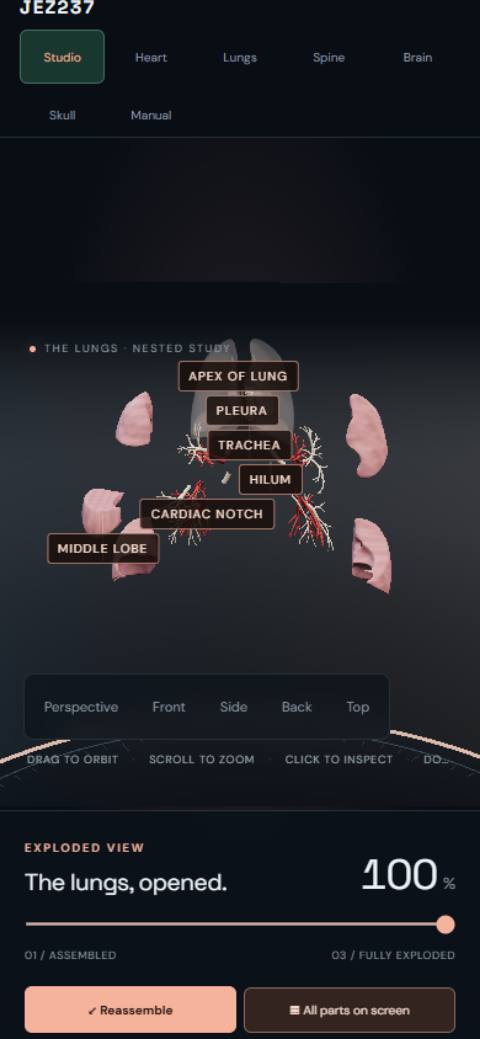 JEZ237
Studio Heart Lungs Spine Brain
Skull Manual
THE LUNGS · NESTED STUDY
APEX OF LUNG
PLEURA
TRACHEA
HILUM
CARDIAC NOTCH
MIDDLE LOBE
Perspective Front Side Back Top
DRAG TO ORBIT · SCROLL TO ZOOM · CLICK TO INSPECT · DO…
EXPLODED VIEW
The lungs, opened. 100 %
01 / ASSEMBLED 03 / FULLY EXPLODED
↙ Reassemble All parts on screen